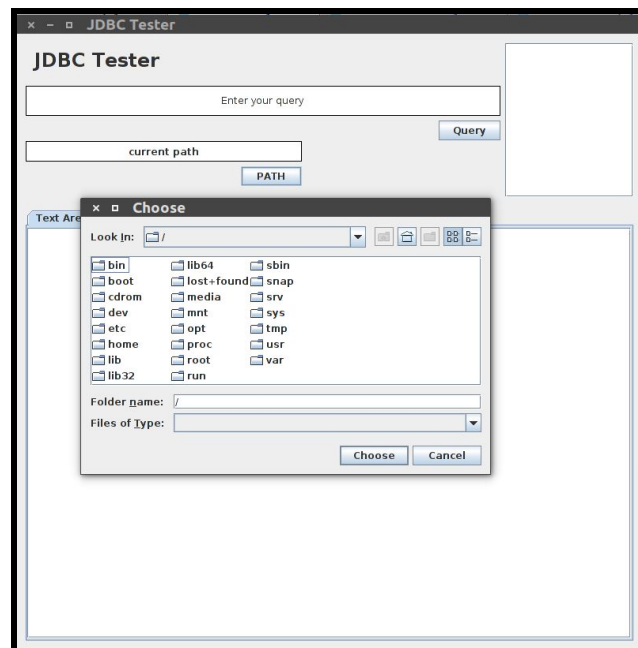 JDBC Tester
JDBC Tester
Enter your query
Query
current path
PATH
Text Are
Choose
Look In: /
bin lib64 sbin
boot lost+found snap
cdrom media srv
dev mnt sys
etc opt tmp
home proc usr
lib root var
lib32 run
Folder name: /
Files of Type:
Choose Cancel